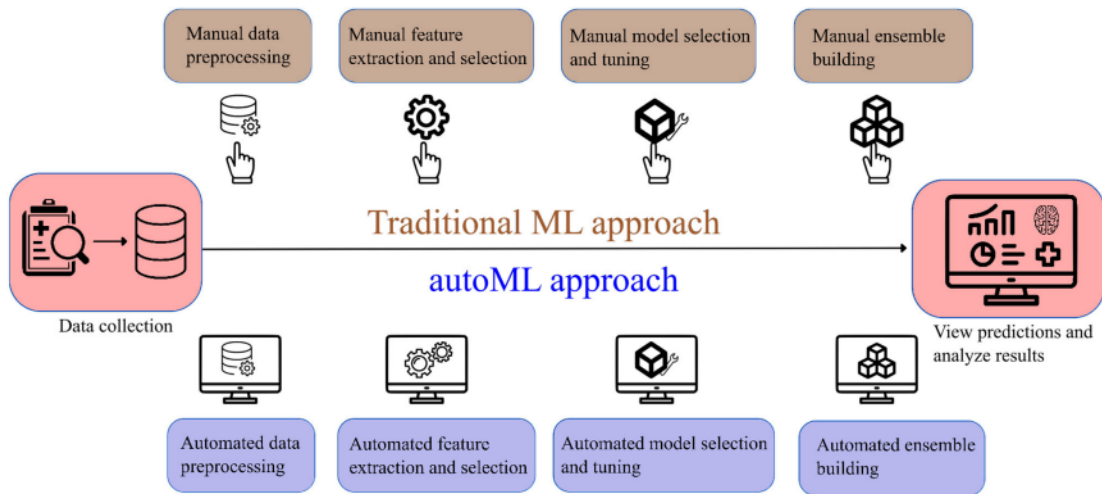 Manual data
preprocessing
Manual feature
extraction and selection
Manual model selection
and tuning
Manual ensemble
building
Traditional ML approach
autoML approach
Data collection
View predictions and
analyze results
Automated data
preprocessing
Automated feature
extraction and selection
Automated model selection
and tuning
Automated ensemble
building